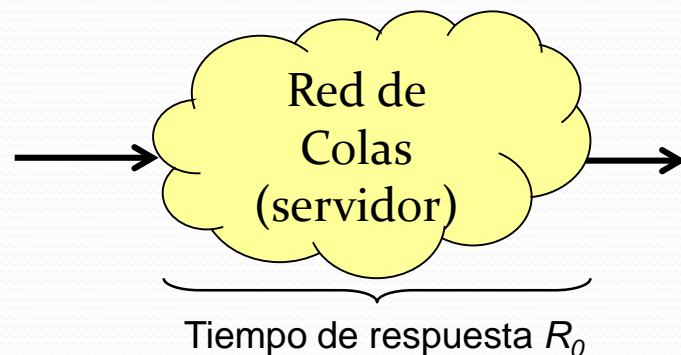 Red de
Colas
(servidor)
Tiempo de respuesta R₀